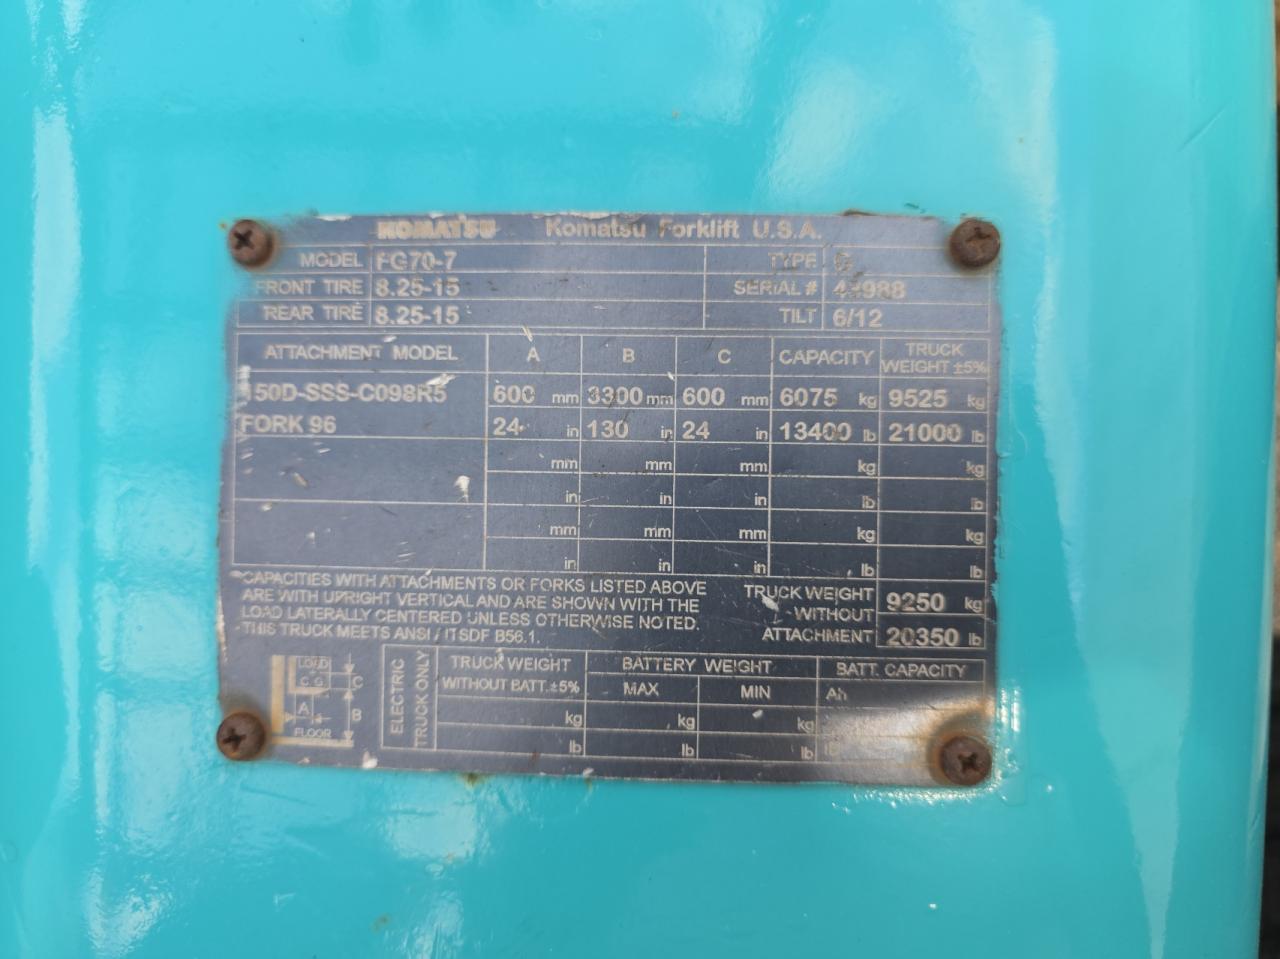 KOMATSU Komatsu Forklift U.S.A.
MODEL FG70-7 TYPE G
FRONT TIRE 8.25-15 SERIAL #
REAR TIRE 8.25-15 TILT 6/12
ATTACHMENT MODEL A B C CAPACITY TRUCK WEIGHT ±5%
150D-SSS-C098R5 600 mm 3300 mm 600 mm 6075 kg 9525 kg
FORK 96 24 in 130 in 24 in 13400 lb 21000 lb
mm mm mm kg kg
in in in lb lb
mm mm mm kg kg
in in in lb lb
CAPACITIES WITH ATTACHMENTS OR FORKS LISTED ABOVE
ARE WITH UPRIGHT VERTICAL AND ARE SHOWN WITH THE
LOAD LATERALLY CENTERED UNLESS OTHERWISE NOTED.
THIS TRUCK MEETS ANSI / ITSDF B56.1.
TRUCK WEIGHT
WITHOUT
ATTACHMENT
9250 kg
20350 lb
LOAD
C G C
A B
FLOOR
ELECTRIC
TRUCK ONLY
TRUCK WEIGHT
WITHOUT BATT.±5%
BATTERY WEIGHT BATT. CAPACITY
MAX MIN Ah
kg kg kg
lb lb lb